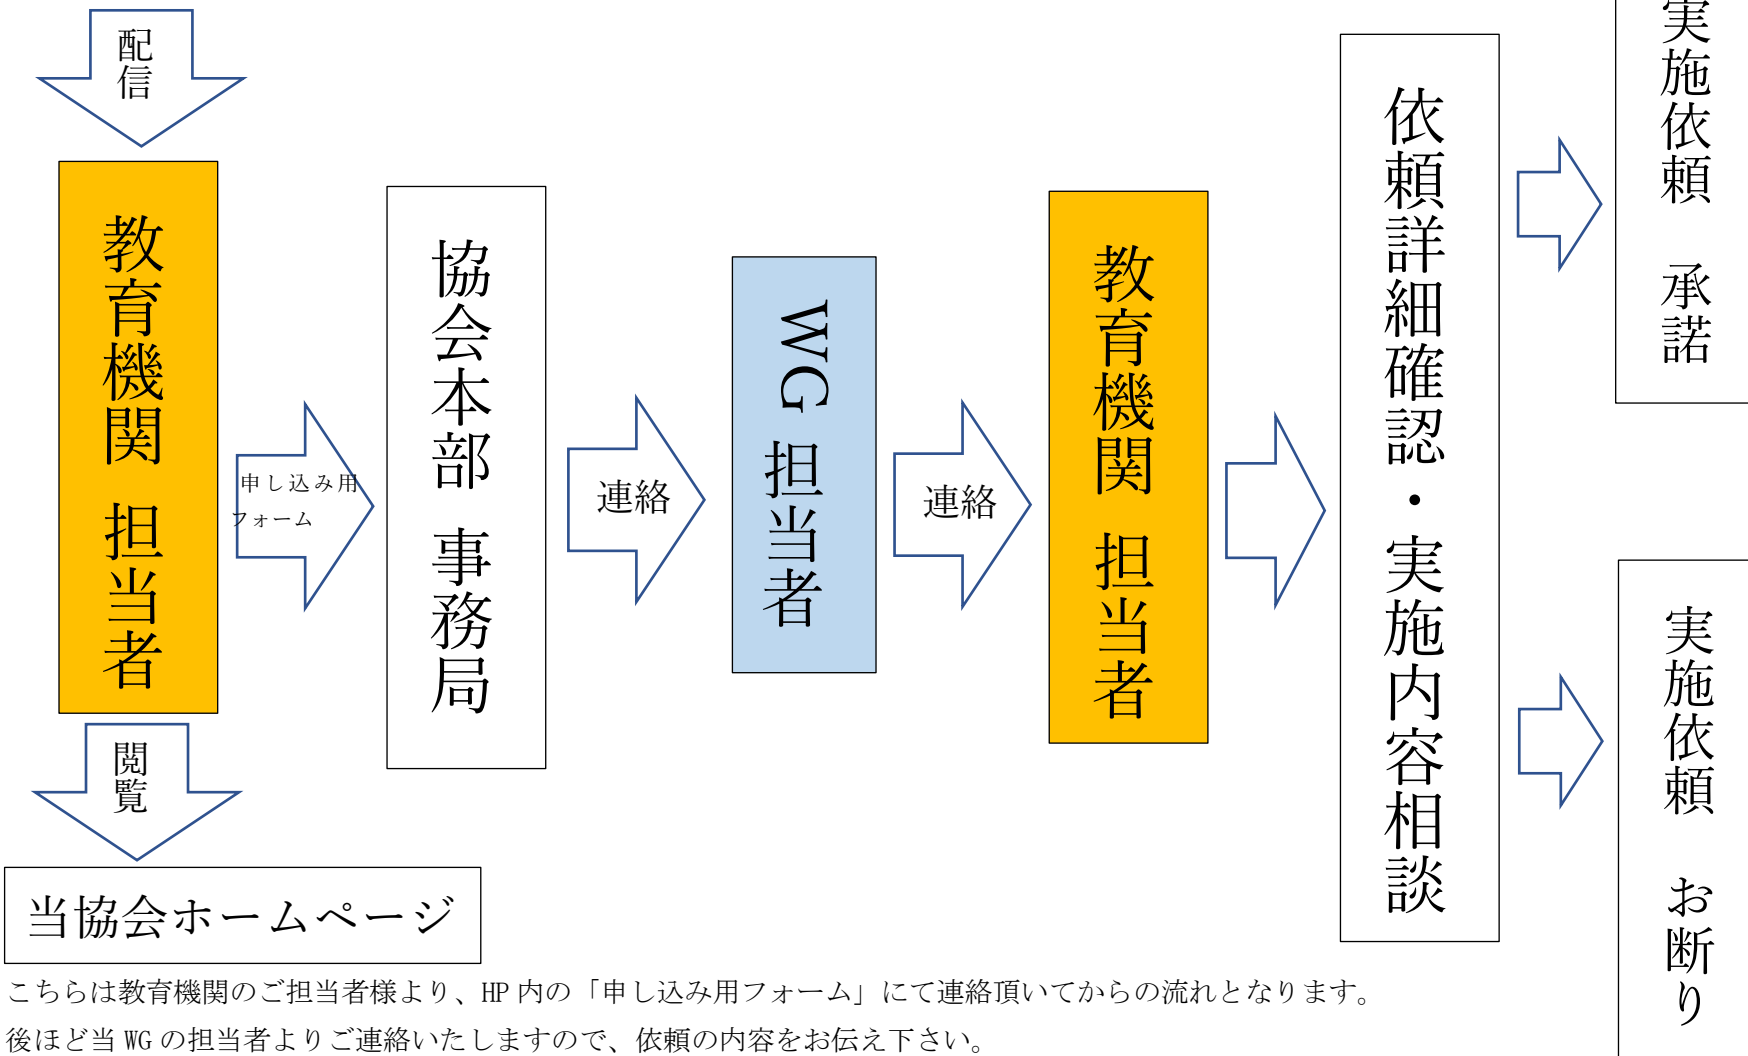 配信
教育機関 担当者
申し込み用
フォーム
協会本部 事務局
連絡
WG 担当者
連絡
教育機関 担当者
依頼詳細確認・実施内容相談
実施依頼 承諾
実施依頼 お断り
閲覧
当協会ホームページ
こちらは教育機関のご担当者様より、HP 内の「申し込み用フォーム」にて連絡頂いてからの流れとなります。
後ほど当 WG の担当者よりご連絡いたしますので、依頼の内容をお伝え下さい。